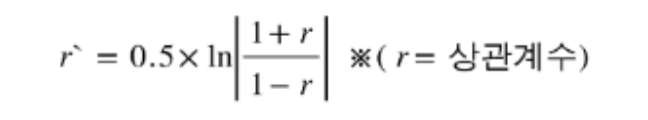 r` = 0.5× ln|1+ r / 1− r| ※( r= 상관계수)